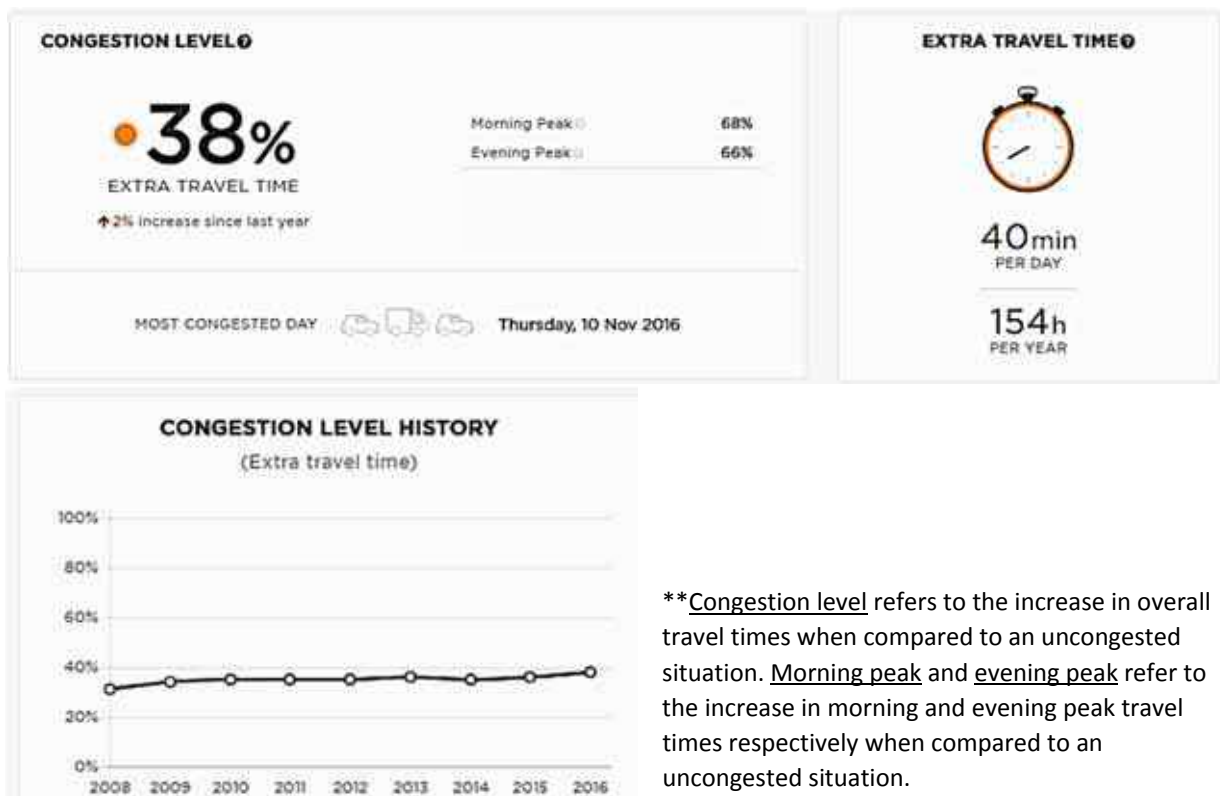 CONGESTION LEVEL
38%
EXTRA TRAVEL TIME
2% increase since last year
Morning Peak 68%
Evening Peak 66%
MOST CONGESTED DAY Thursday, 10 Nov 2016
EXTRA TRAVEL TIME
40min
PER DAY
154h
PER YEAR
CONGESTION LEVEL HISTORY
(Extra travel time)
100%
80%
60%
40%
20%
0%
2008 2009 2010 2011 2012 2013 2014 2015 2016
**Congestion level refers to the increase in overall
travel times when compared to an uncongested
situation. Morning peak and evening peak refer to
the increase in morning and evening peak travel
times respectively when compared to an
uncongested situation.